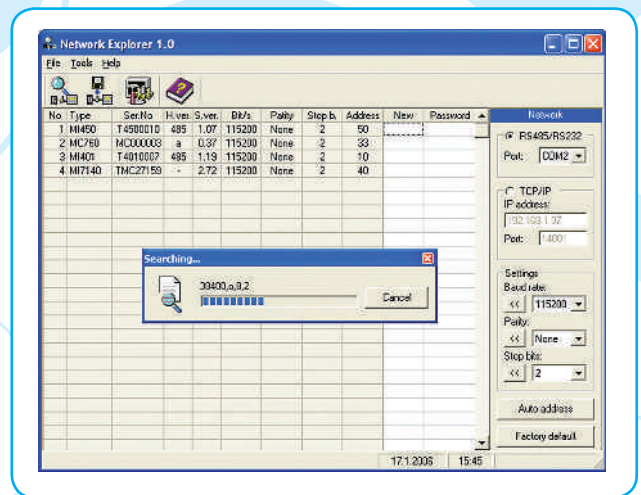 Network Explorer 1.0
File Tools Help
No Type Ser.No H.ver. S.ver. Bit/s Parity Stop b. Address New Password
1 MI450 T4500010 485 1.07 115200 None 2 50
2 MC760 MC000003 a 0.37 115200 None 2 33
3 MI401 T4010007 485 1.19 115200 None 2 10
4 MI7140 TMC27159 - 2.72 115200 None 2 40
Network
RS485/RS232
Port: COM2
TCP/IP
IP address:
Port: 14001
Searching...
Cancel
Settings
Baud rate:
<< 115200
Parity:
<< None
Stop bits:
<< 2
Auto address
Factory default
17.1.2006 15:45